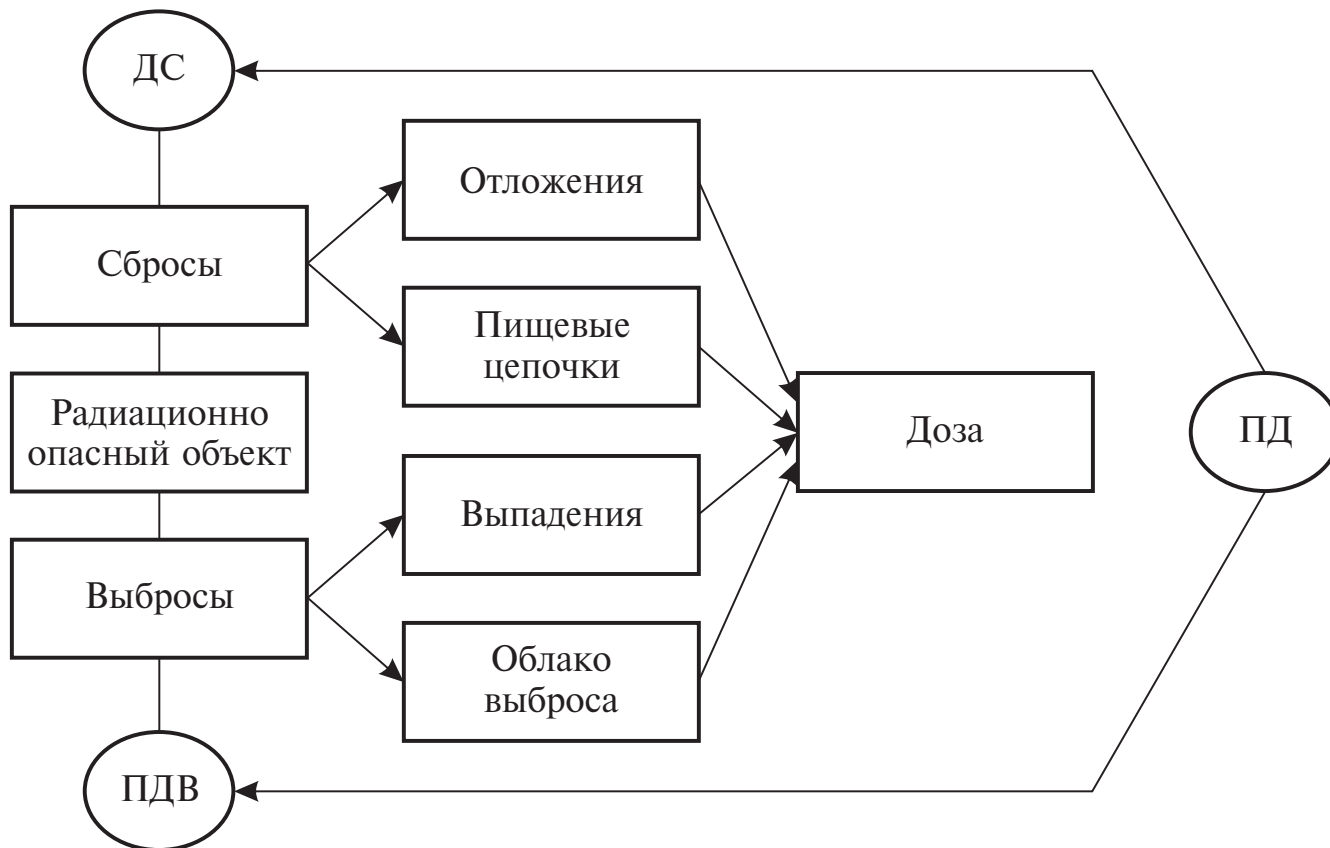 ДС
Сбросы
Радиационно
опасный объект
Выбросы
ПДВ
Отложения
Пищевые
цепочки
Выпадения
Облако
выброса
Доза
ПД